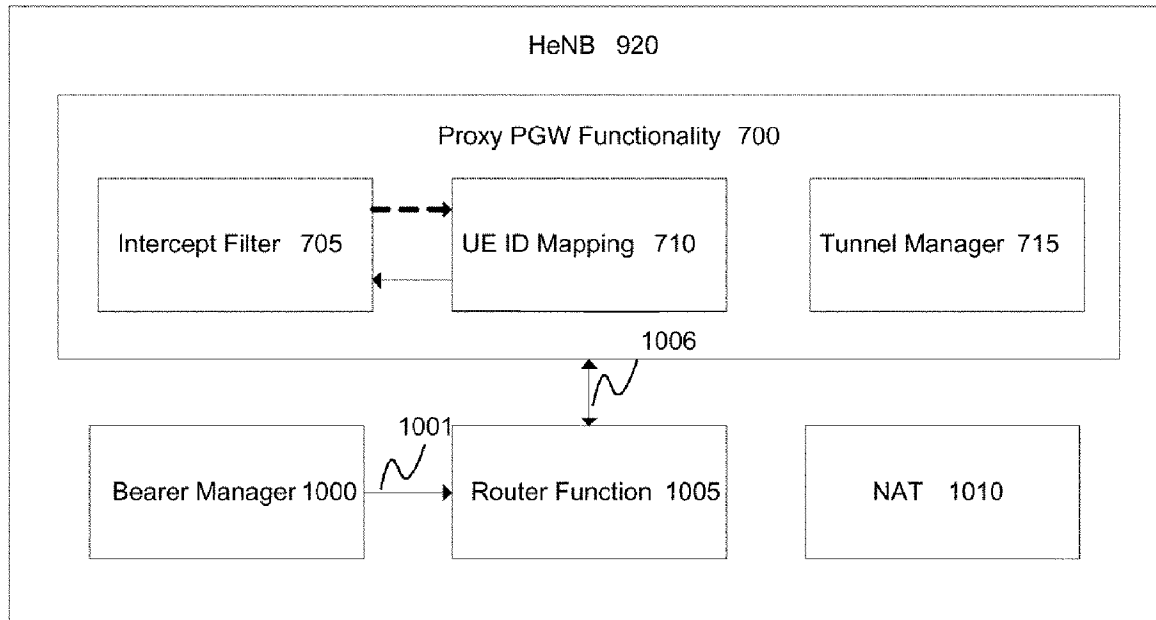 HeNB 920
Proxy PGW Functionality 700
Intercept Filter 705
UE ID Mapping 710
Tunnel Manager 715
1006
1001
Bearer Manager 1000
Router Function 1005
NAT 1010